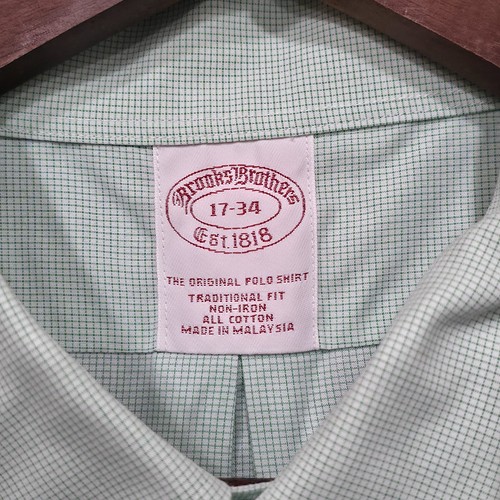 Brooks Brothers
17-34
Est. 1818
THE ORIGINAL POLO SHIRT
TRADITIONAL FIT
NON-IRON
ALL COTTON
MADE IN MALAYSIA